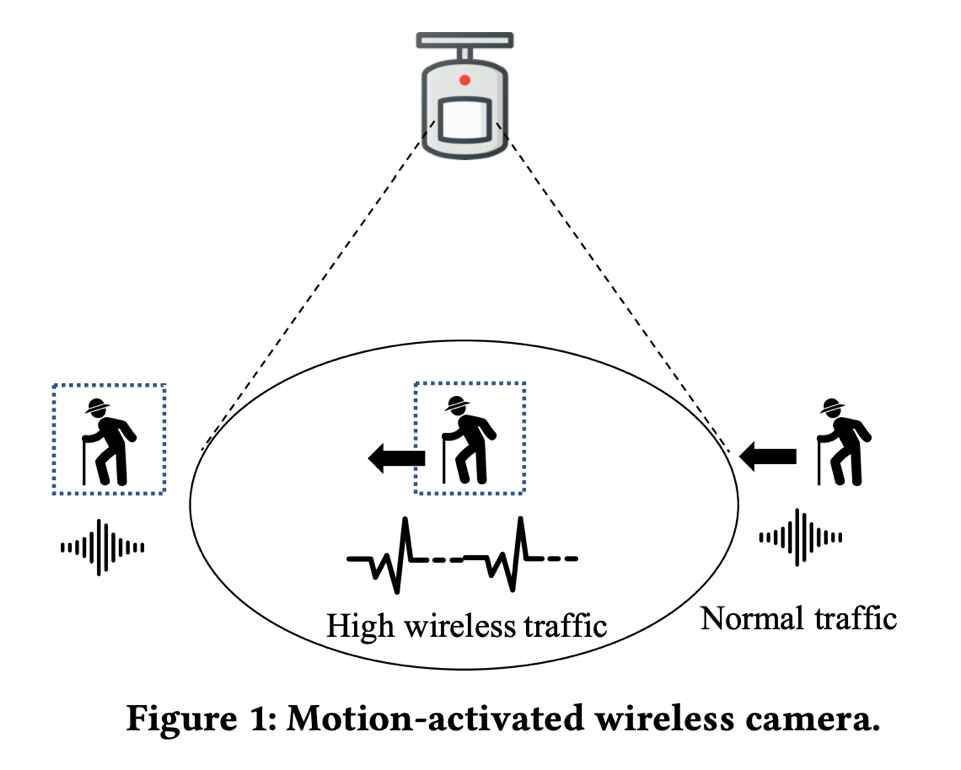 High wireless traffic
Normal traffic
Figure 1: Motion-activated wireless camera.